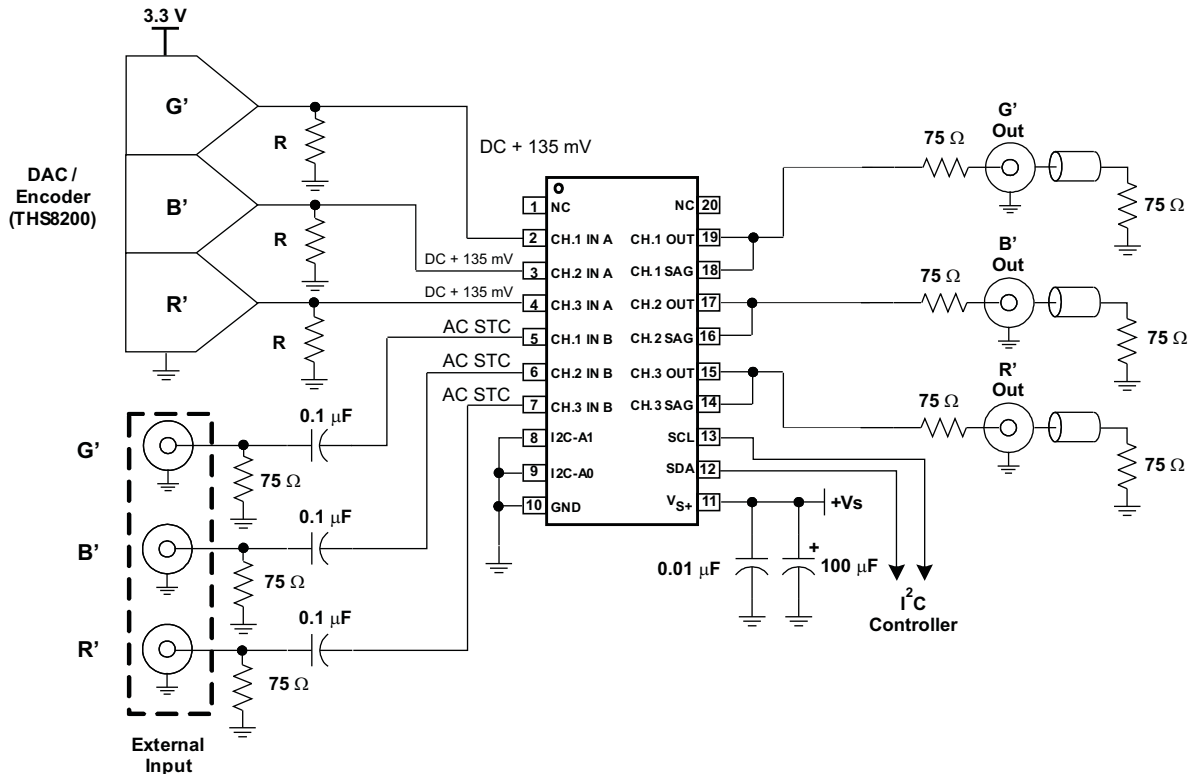 3.3 V
G’
B’
R’
DAC /
Encoder
(THS8200)
R
R
R
DC + 135 mV
DC + 135 mV
DC + 135 mV
AC STC
AC STC
AC STC
1 NC
2 CH.1 IN A
3 CH.2 IN A
4 CH.3 IN A
5 CH.1 IN B
6 CH.2 IN B
7 CH.3 IN B
8 I2C-A1
9 I2C-A0
10 GND
NC 20
CH.1 OUT 19
CH.1 SAG 18
CH.2 OUT 17
CH.2 SAG 16
CH.3 OUT 15
CH.3 SAG 14
SCL 13
SDA 12
VS+ 11
G’
Out
75 Ω
75 Ω
B’
Out
75 Ω
75 Ω
R’
Out
75 Ω
75 Ω
+Vs
0.01 μF
+
100 μF
I2C
Controller
G’
0.1 μF
75 Ω
B’
0.1 μF
75 Ω
R’
0.1 μF
75 Ω
External
Input